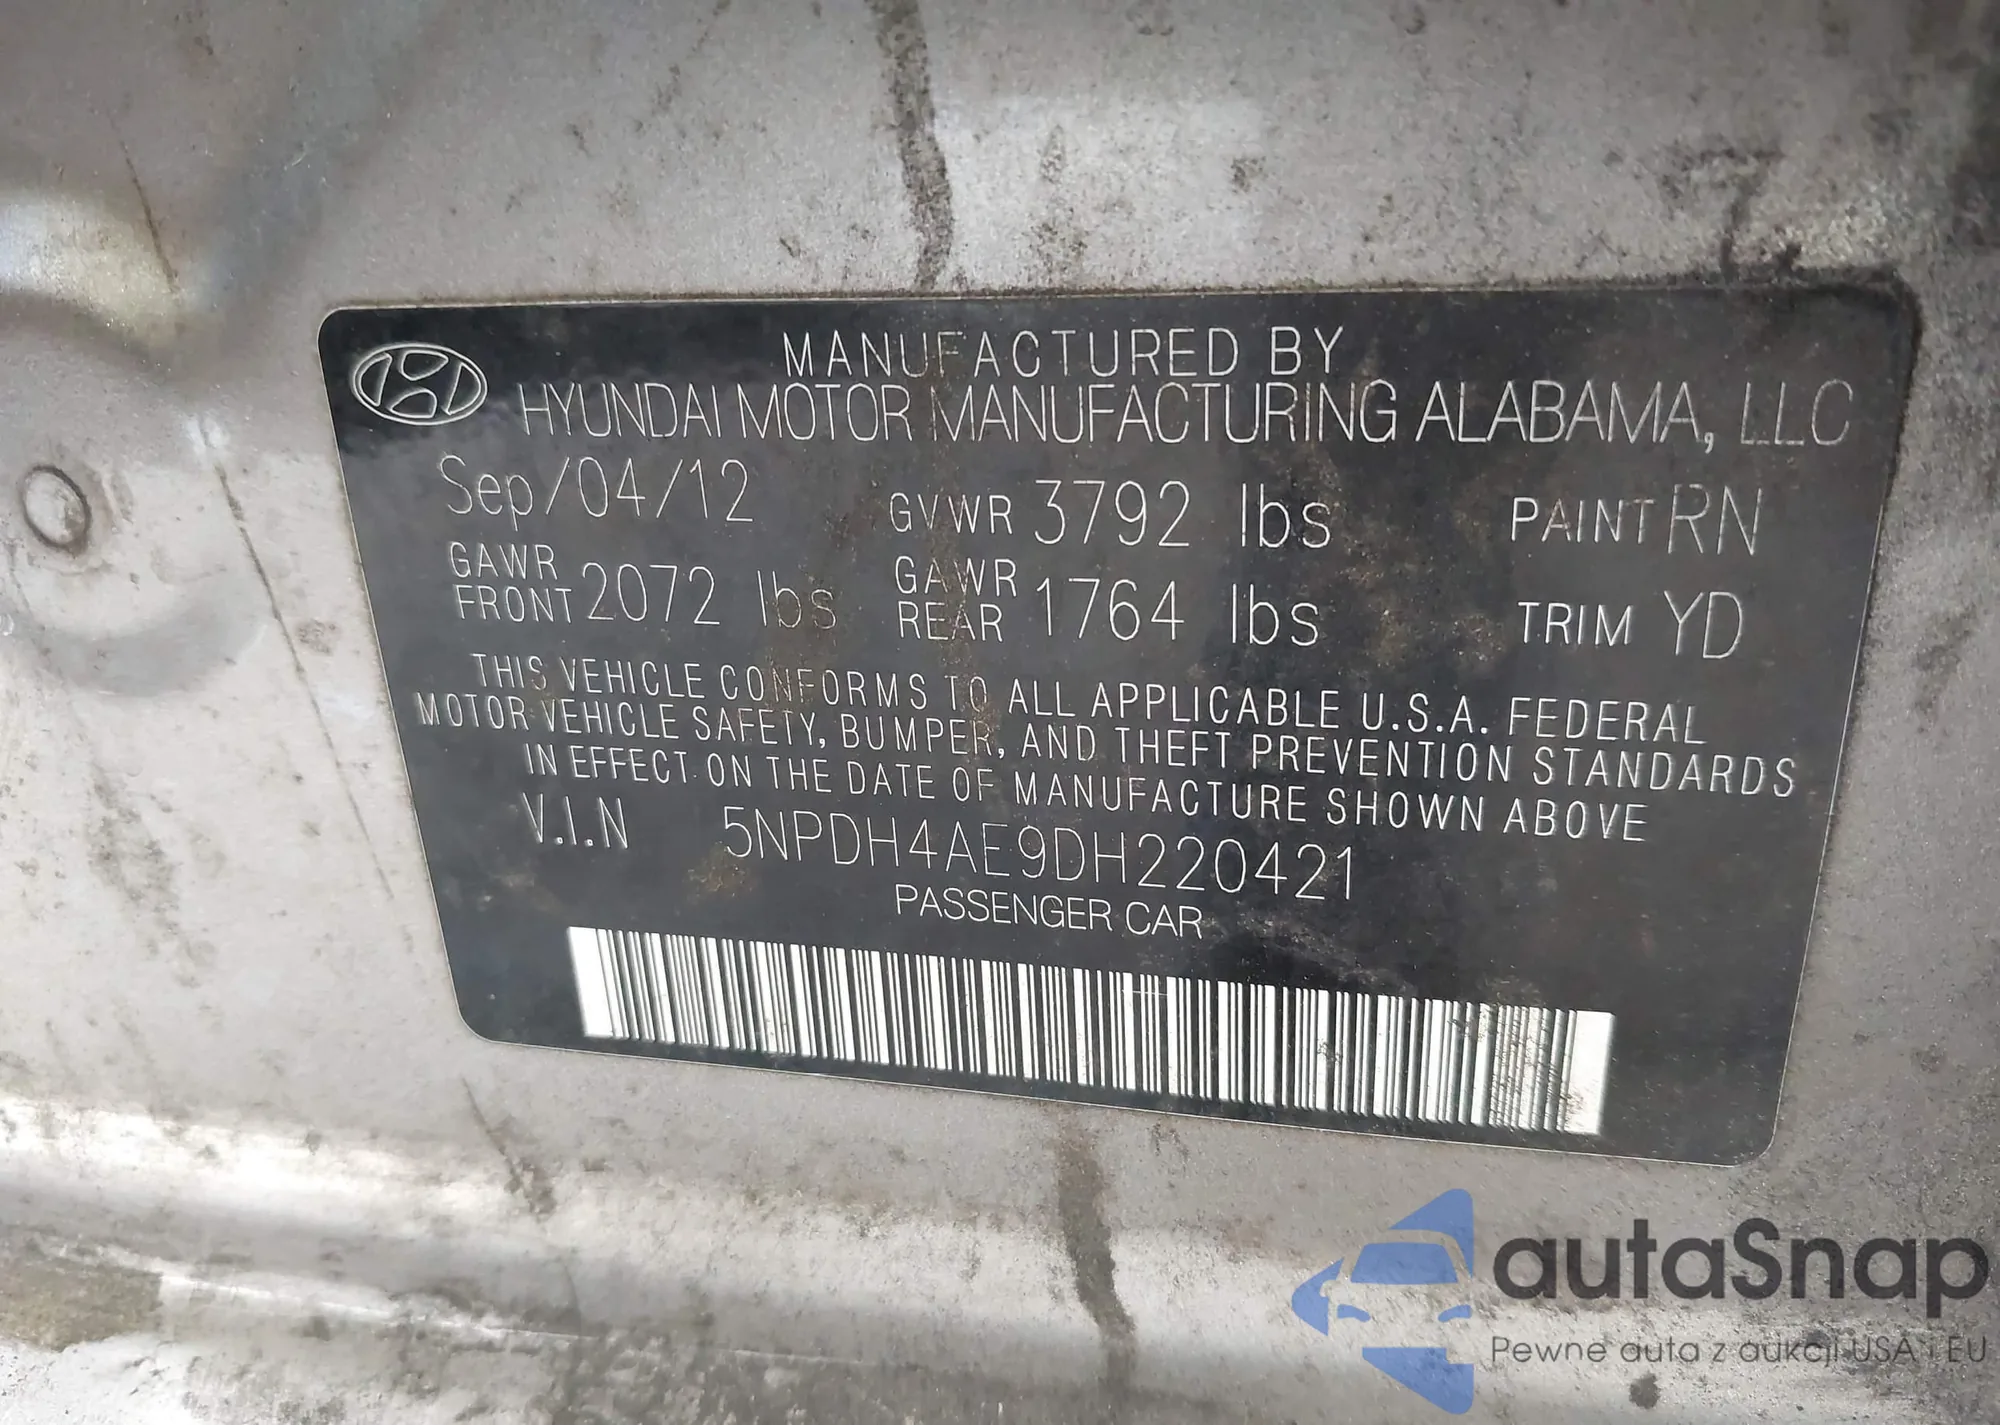 MANUFACTURED BY
HYUNDAI MOTOR MANUFACTURING ALABAMA, LLC
Sep/04/12 GVWR 3792 lbs PAINT RN
GAWR FRONT 2072 lbs GAWR REAR 1764 lbs TRIM YD
THIS VEHICLE CONFORMS TO ALL APPLICABLE U.S.A. FEDERAL
MOTOR VEHICLE SAFETY, BUMPER, AND THEFT PREVENTION STANDARDS
IN EFFECT ON THE DATE OF MANUFACTURE SHOWN ABOVE
V.I.N 5NPDH4AE9DH220421
PASSENGER CAR
autaSnap
Pewne auta z aukcji USA i EU